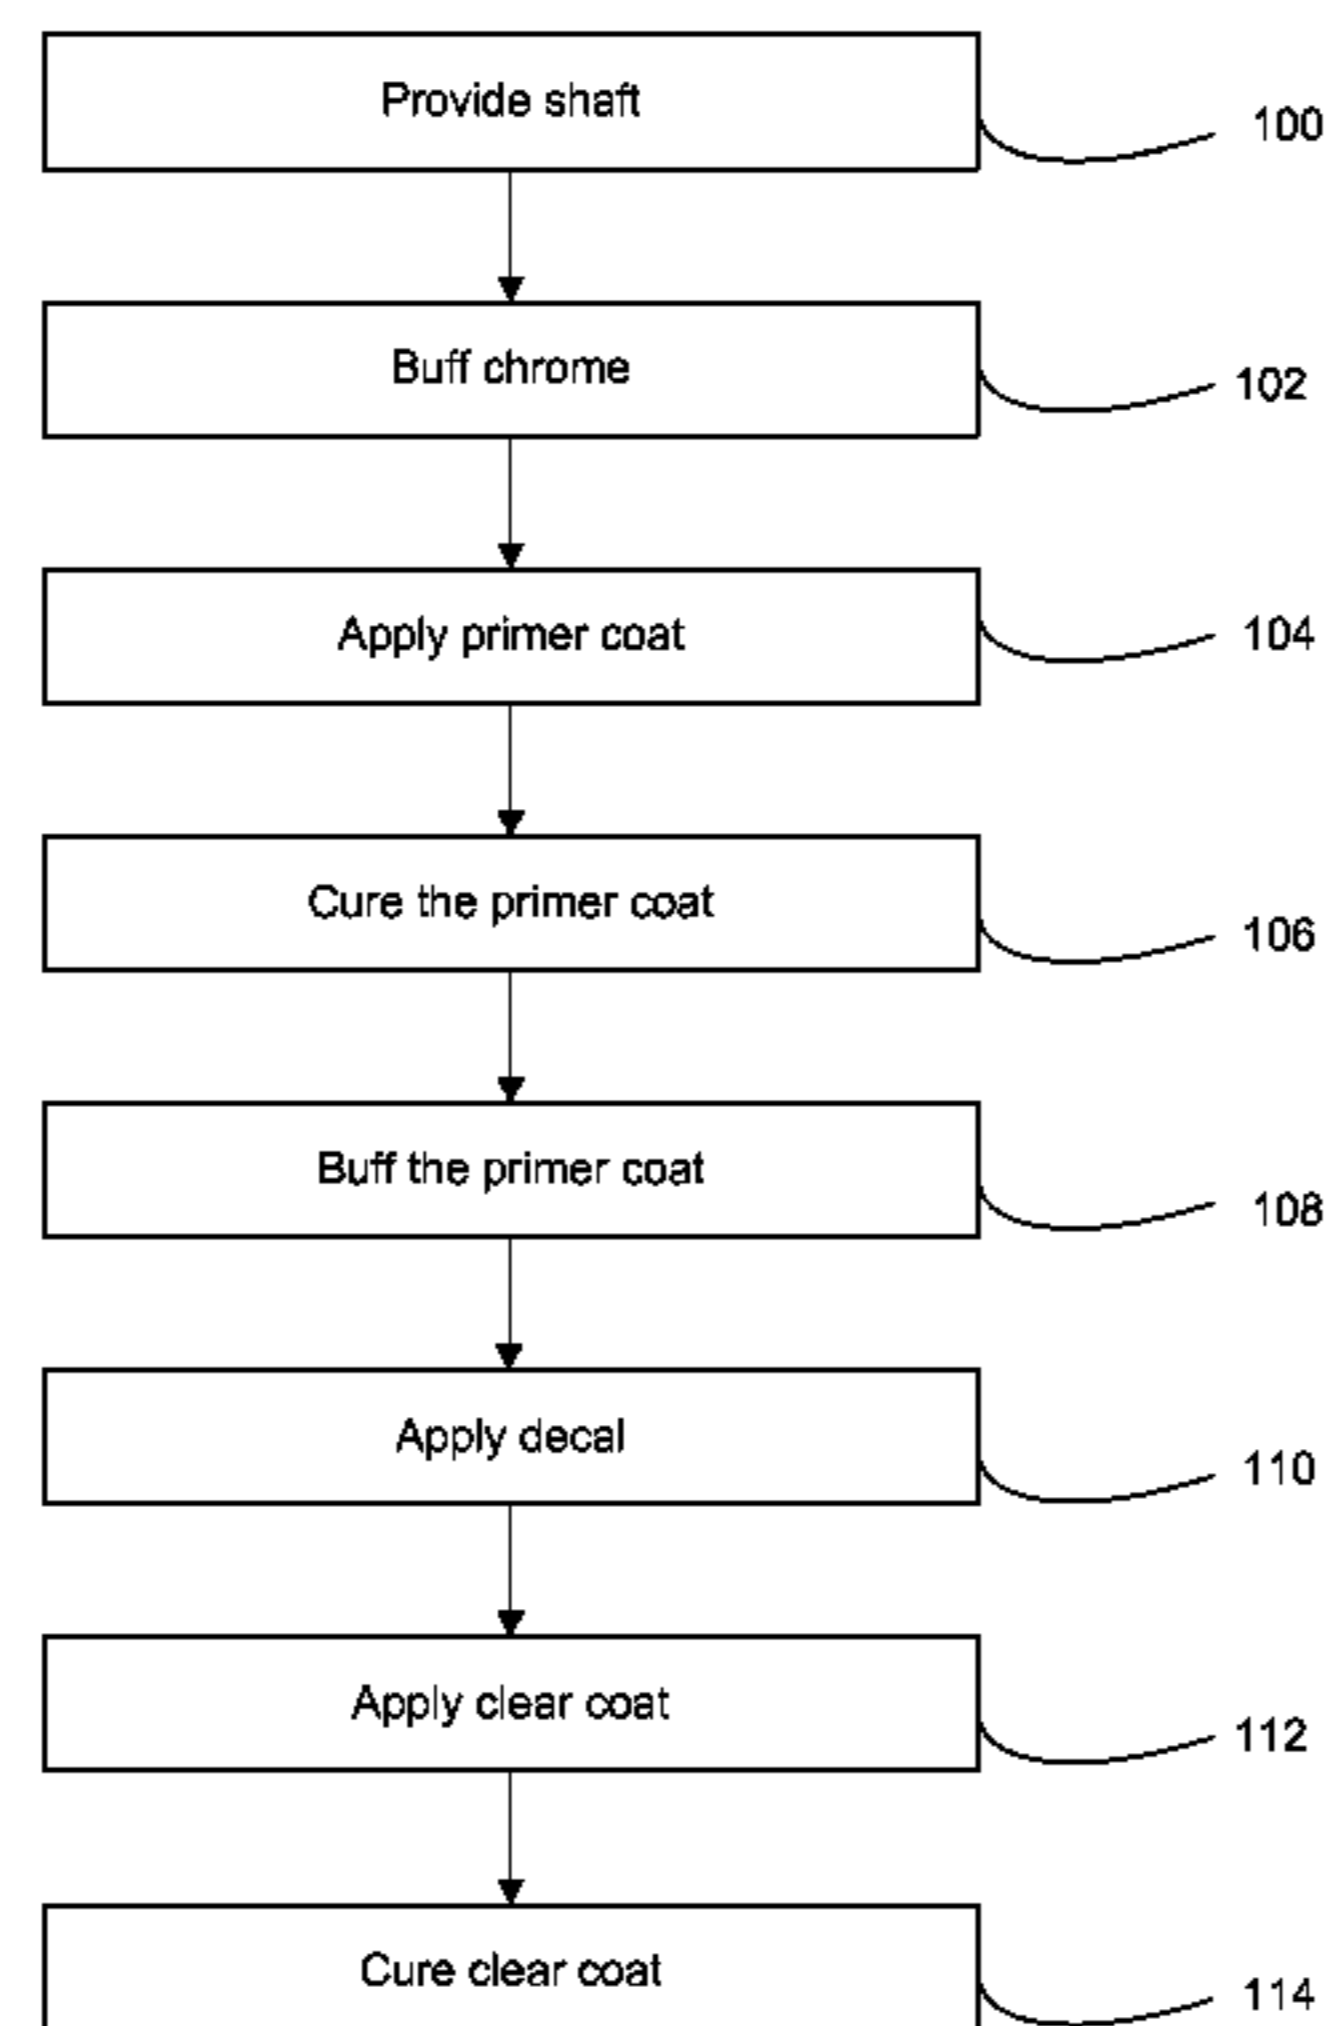 Provide shaft
100
Buff chrome
102
Apply primer coat
104
Cure the primer coat
106
Buff the primer coat
108
Apply decal
110
Apply clear coat
112
Cure clear coat
114